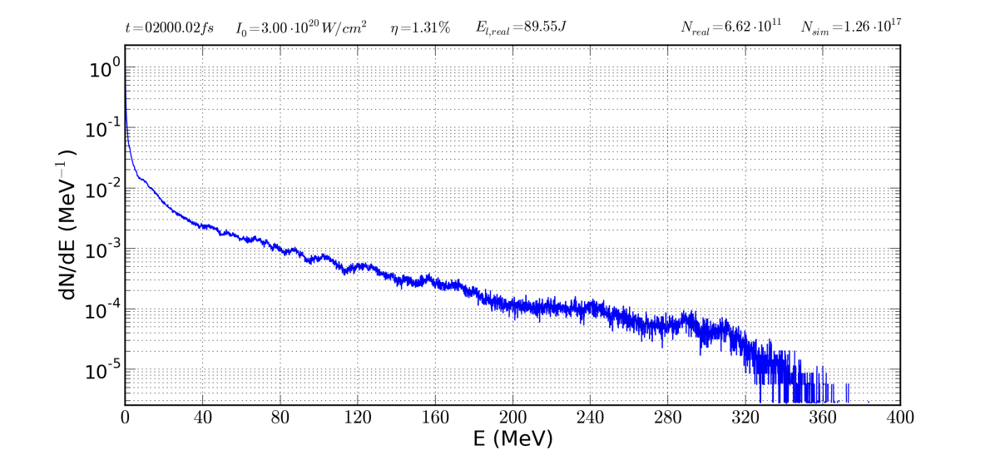 t=02000.02fs I₀=3.00·10²⁰W/cm² η=1.31% E_l,real=89.55J N_real=6.62·10¹¹ N_sim=1.26·10¹⁷
10⁰
10⁻¹
10⁻²
10⁻³
10⁻⁴
10⁻⁵
dN/dE (MeV⁻¹)
0 40 80 120 160 200 240 280 320 360 400
E (MeV)